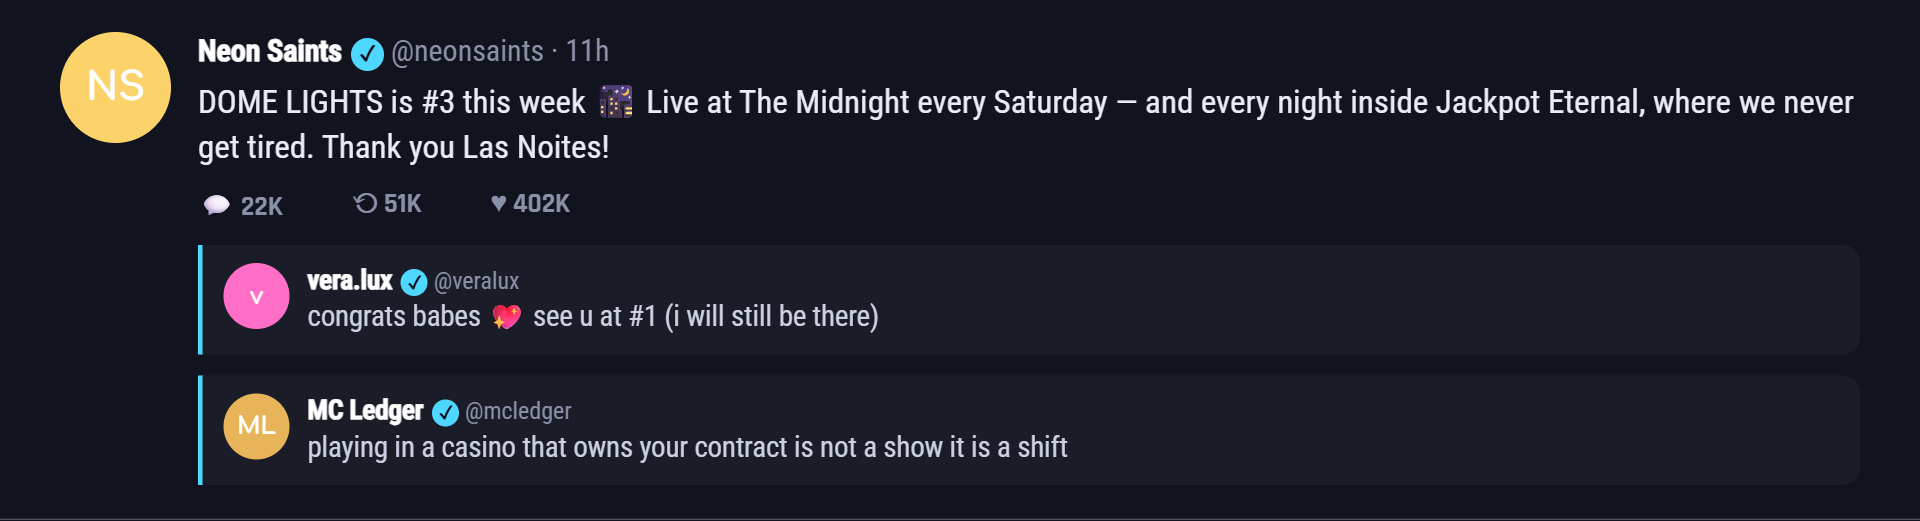 NS
Neon Saints ✓ @neonsaints · 11h
DOME LIGHTS is #3 this week 🌃 Live at The Midnight every Saturday — and every night inside Jackpot Eternal, where we never
get tired. Thank you Las Noites!
💬 22K ⟲ 51K ♥ 402K
V
vera.lux ✓ @veralux
congrats babes 💖 see u at #1 (i will still be there)
ML
MC Ledger ✓ @mcledger
playing in a casino that owns your contract is not a show it is a shift